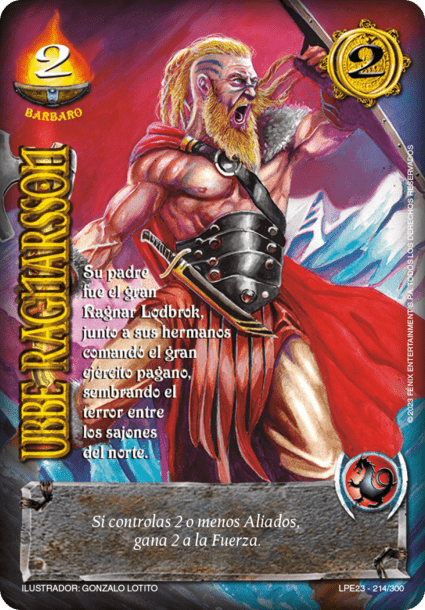 2
BÁRBARO
2
UBBE RAGNARSSON
Su padre
fue el gran
Ragnar Lodbrok,
junto a sus hermanos
comandó el gran
ejército pagano,
sembrando el
terror entre
los sajones
del norte.
©2023 FÉNIX ENTERTAINMENTS P.A. TODOS LOS DERECHOS RESERVADOS
Si controlas 2 o menos Aliados,
gana 2 a la Fuerza.
ILUSTRADOR: GONZALO LOTITO
LPE23 - 214/300